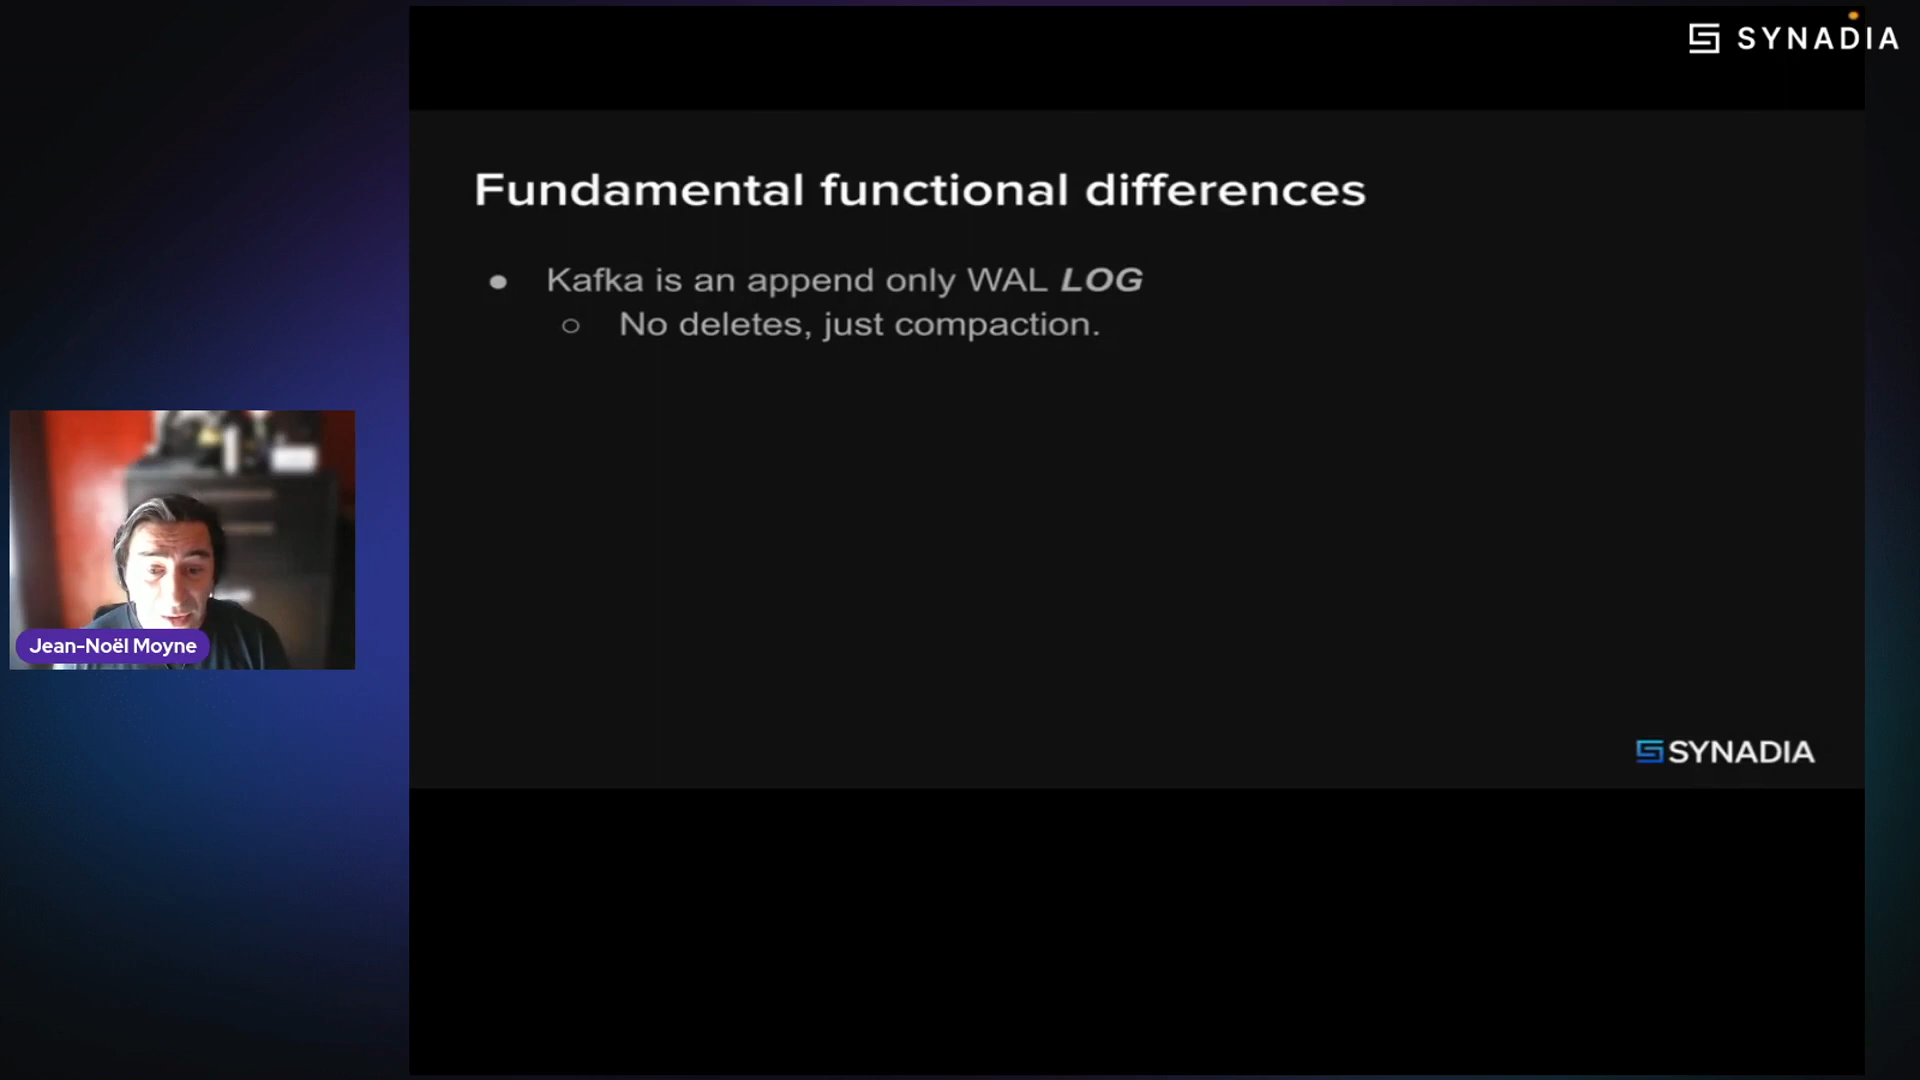 SYNADIA
Fundamental functional differences
● Kafka is an append only WAL LOG
○ No deletes, just compaction.
Jean-Noël Moyne
SYNADIA